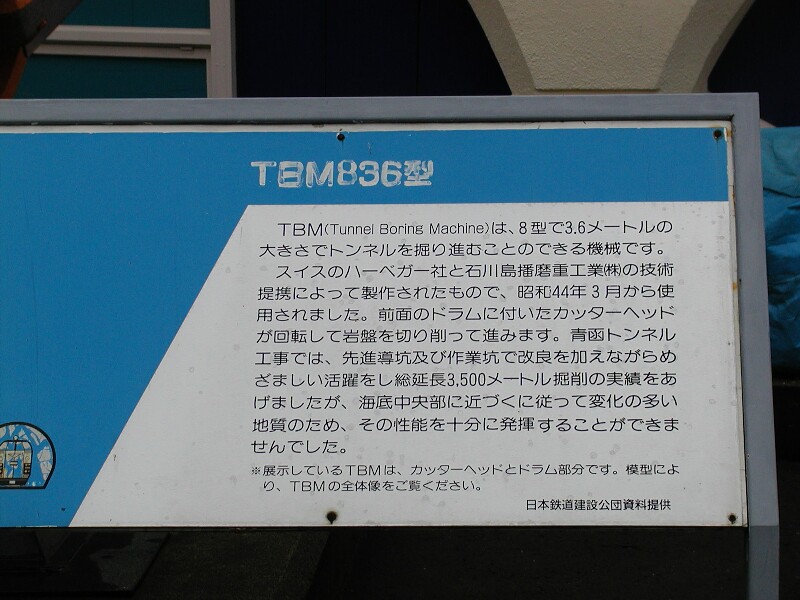 TBM836型
TBM(Tunnel Boring Machine)は、8型で3.6メートルの
大きさでトンネルを掘り進むことのできる機械です。
スイスのハーベガー社と石川島播磨重工業㈱の技術
提携によって製作されたもので、昭和44年3月から使
用されました。前面のドラムに付いたカッターヘッド
が回転して岩盤を切り削って進みます。青函トンネル
工事では、先進導坑及び作業坑で改良を加えながらめ
ざましい活躍をし総延長3,500メートル掘削の実績をあ
げましたが、海底中央部に近づくに従って変化の多い
地質のため、その性能を十分に発揮することができま
せんでした。
※展示しているTBMは、カッターヘッドとドラム部分です。模型によ
り、TBMの全体像をご覧ください。
日本鉄道建設公団資料提供